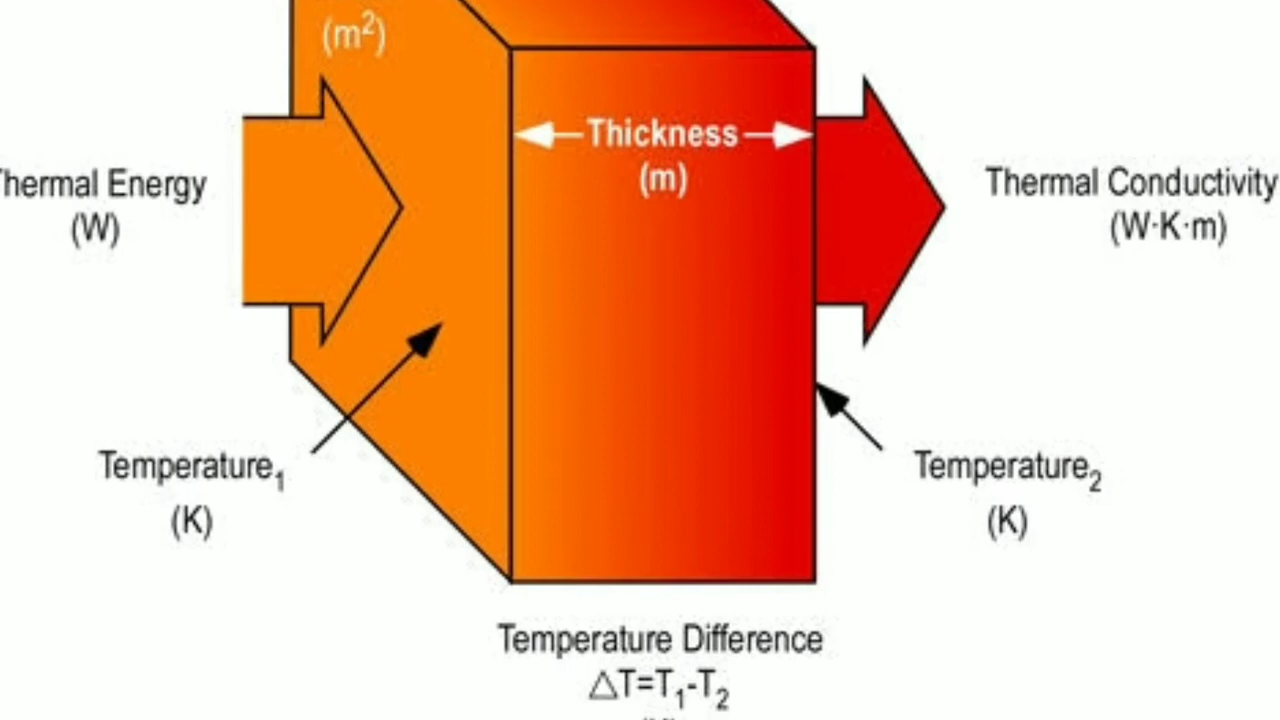 (m²)
Thickness
(m)
Thermal Energy
(W)
Thermal Conductivity
(W·K·m)
Temperature₁
(K)
Temperature₂
(K)
Temperature Difference
△T=T₁-T₂